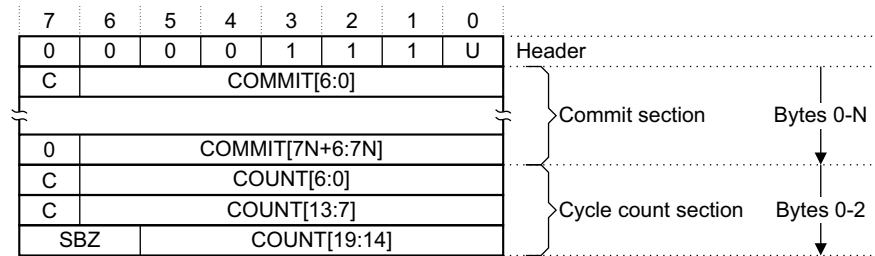 7 6 5 4 3 2 1 0
0 0 0 0 1 1 1 U Header
C COMMIT[6:0]
Commit section Bytes 0-N
0 COMMIT[7N+6:7N]
C COUNT[6:0]
C COUNT[13:7] Cycle count section Bytes 0-2
SBZ COUNT[19:14]